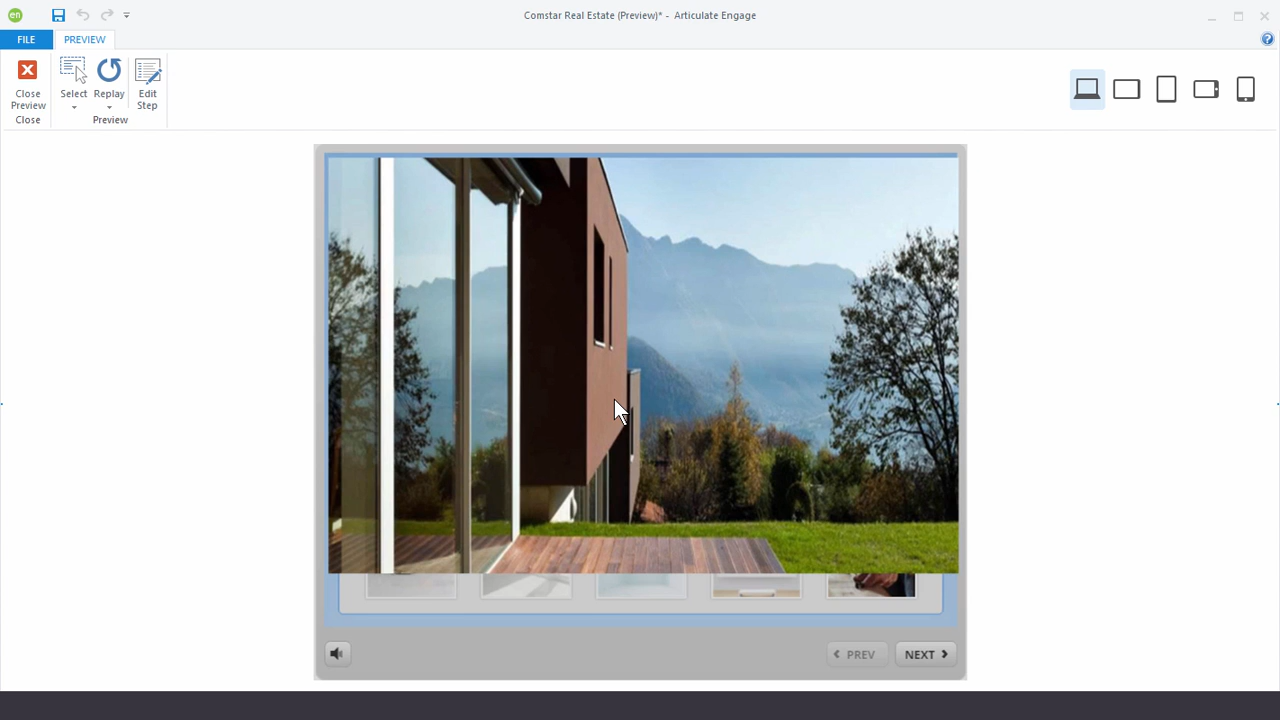 en
Comstar Real Estate (Preview)* - Articulate Engage
FILE
PREVIEW
?
Close Preview
Select
Replay
Edit Step
Close
Preview
PREV
NEXT